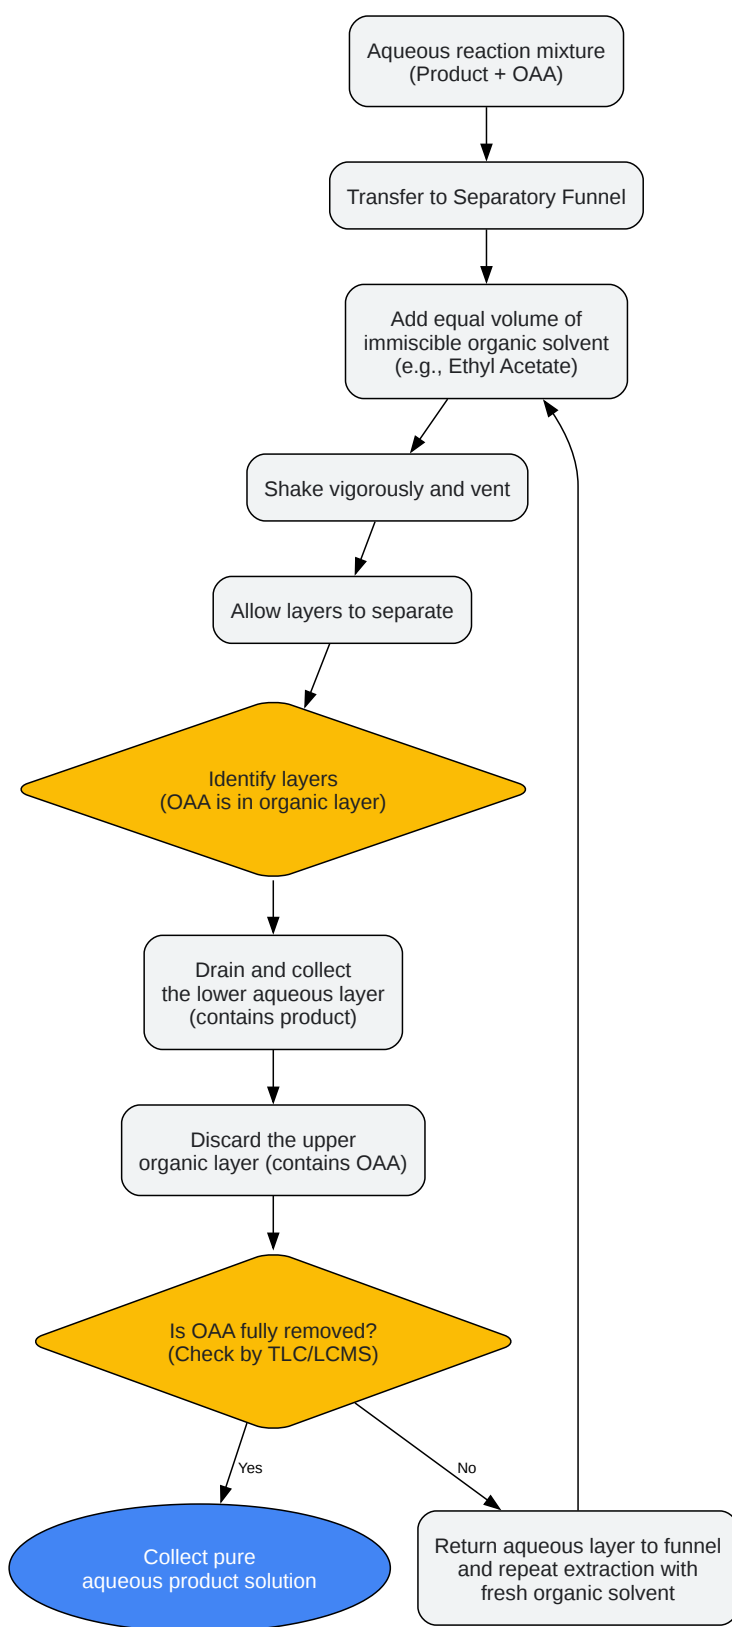 Aqueous reaction mixture
(Product + OAA)
Transfer to Separatory Funnel
Add equal volume of
immiscible organic solvent
(e.g., Ethyl Acetate)
Shake vigorously and vent
Allow layers to separate
Identify layers
(OAA is in organic layer)
Drain and collect
the lower aqueous layer
(contains product)
Discard the upper
organic layer (contains OAA)
Is OAA fully removed?
(Check by TLC/LCMS)
Yes
No
Collect pure
aqueous product solution
Return aqueous layer to funnel
and repeat extraction with
fresh organic solvent